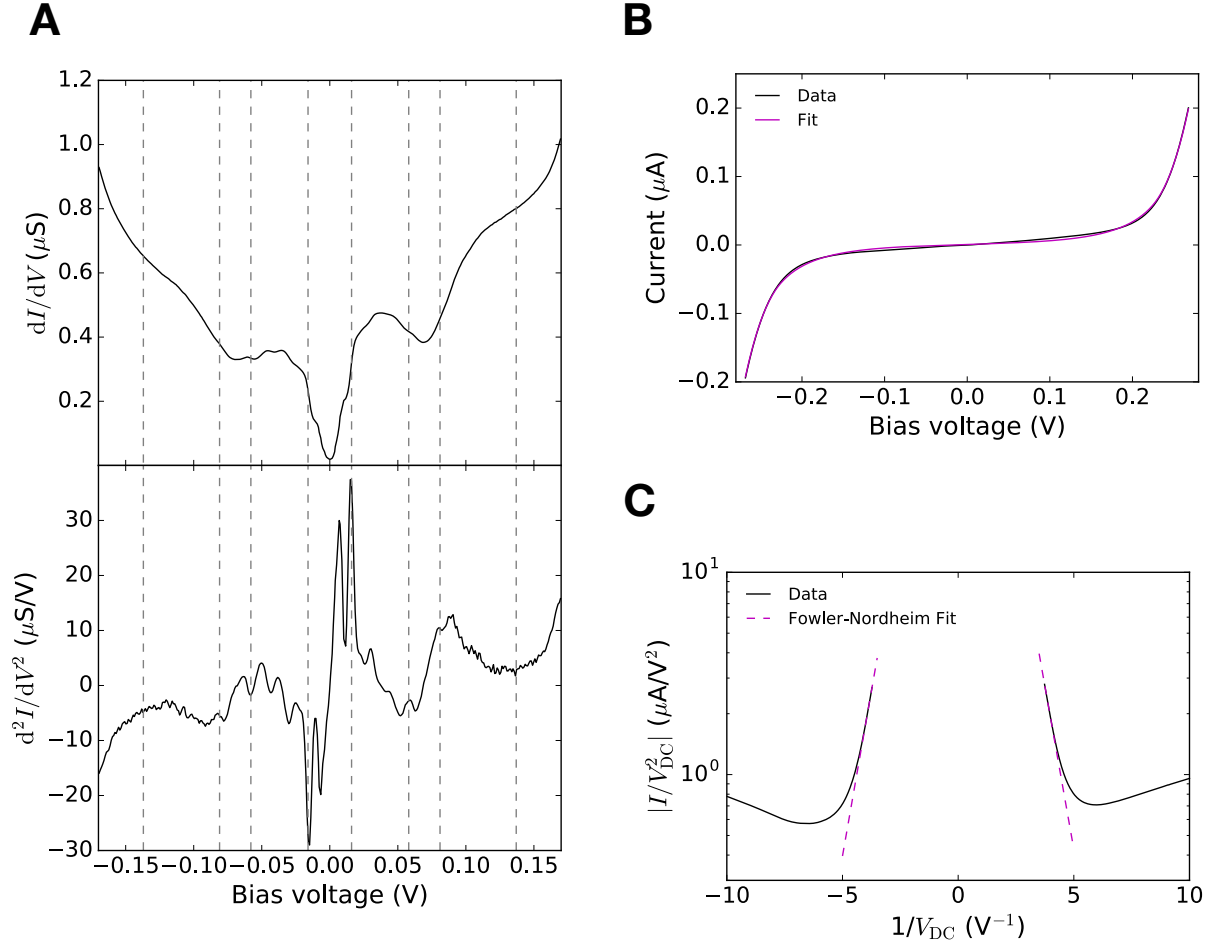 A
1.2
1.0
0.8
0.6
0.4
0.2
dI/dV (μS)
30
20
10
0
−10
−20
−30
d²I/dV² (μS/V)
−0.15 −0.10 −0.05 0.00 0.05 0.10 0.15
Bias voltage (V)
B
Data
Fit
0.2
0.1
0.0
−0.1
−0.2
Current (μA)
−0.2 −0.1 0.0 0.1 0.2
Bias voltage (V)
C
Data
Fowler-Nordheim Fit
10¹
10⁰
|I/V²_DC| (μA/V²)
−10 −5 0 5 10
1/V_DC (V⁻¹)